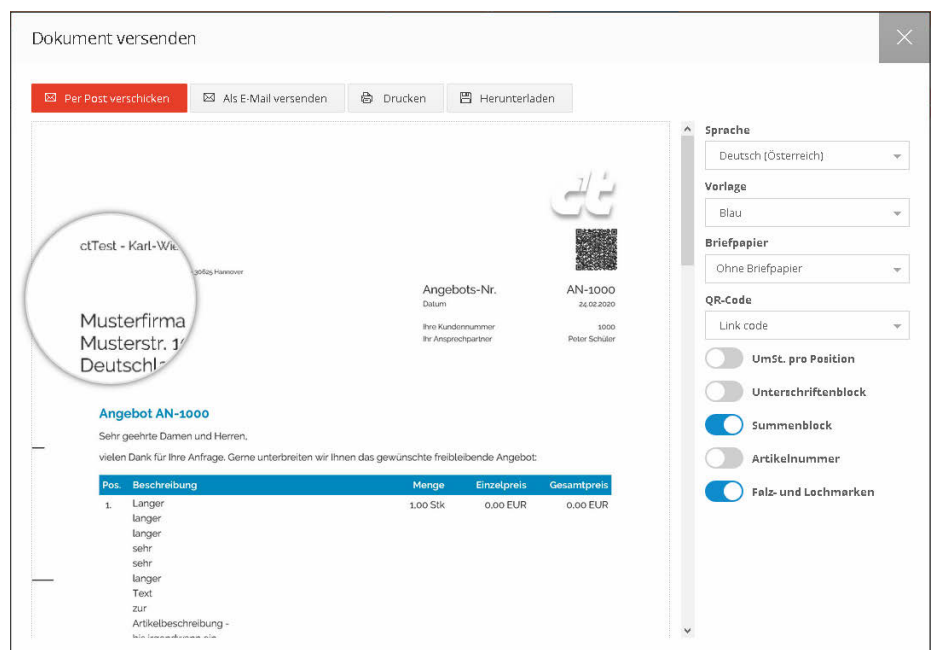 Dokument versenden
Per Post verschicken
Als E-Mail versenden
Drucken
Herunterladen
c't
ctTest - Karl-Wie
30625 Hannover
Musterfirma
Musterstr.
Deutschl
Angebots-Nr. AN-1000
Datum 24.02.2020
Ihre Kundennummer 1000
Ihr Ansprechpartner Peter Schüler
Angebot AN-1000
Sehr geehrte Damen und Herren,
vielen Dank für Ihre Anfrage. Gerne unterbreiten wir Ihnen das gewünschte freibleibende Angebot:
Pos. Beschreibung Menge Einzelpreis Gesamtpreis
1. Langer 1,00 Stk 0,00 EUR 0,00 EUR
langer
langer
sehr
sehr
langer
Text
zur
Artikelbeschreibung -
Sprache
Deutsch (Österreich)
Vorlage
Blau
Briefpapier
Ohne Briefpapier
QR-Code
Link code
UmSt. pro Position
Unterschriftenblock
Summenblock
Artikelnummer
Falz- und Lochmarken